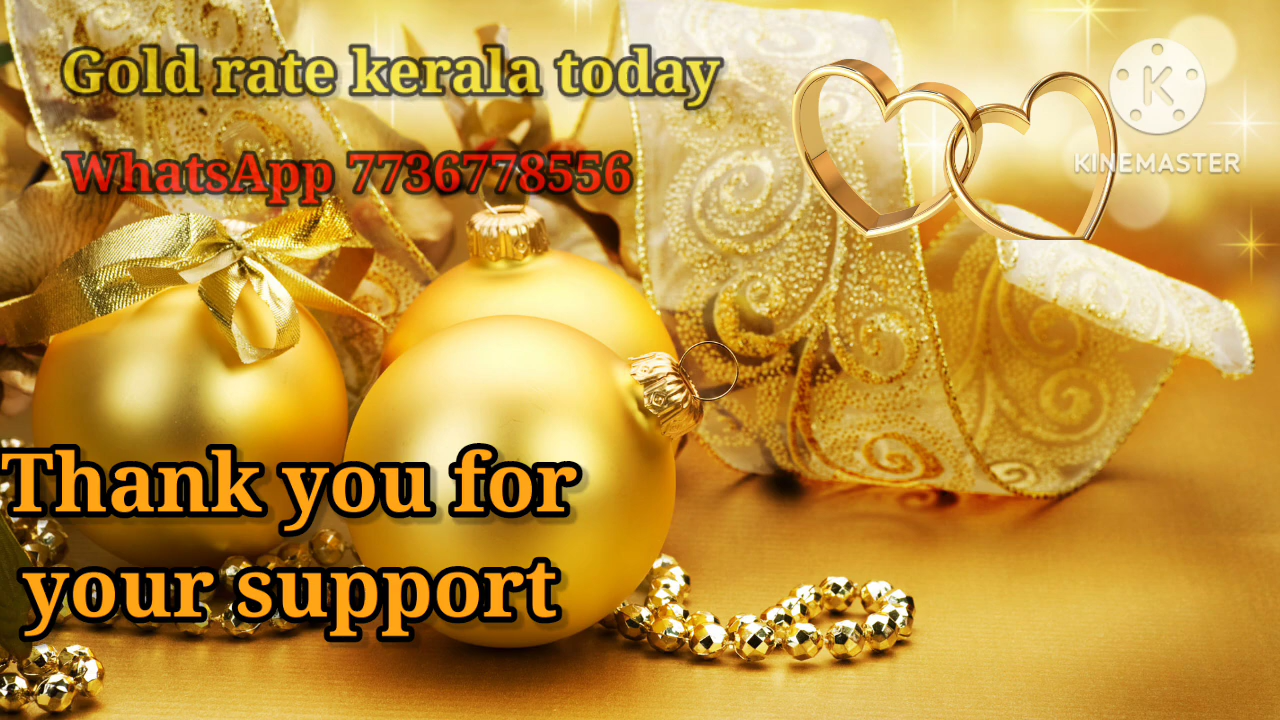 Gold rate kerala today
WhatsApp 7736778556
K
KINEMASTER
Thank you for
your support